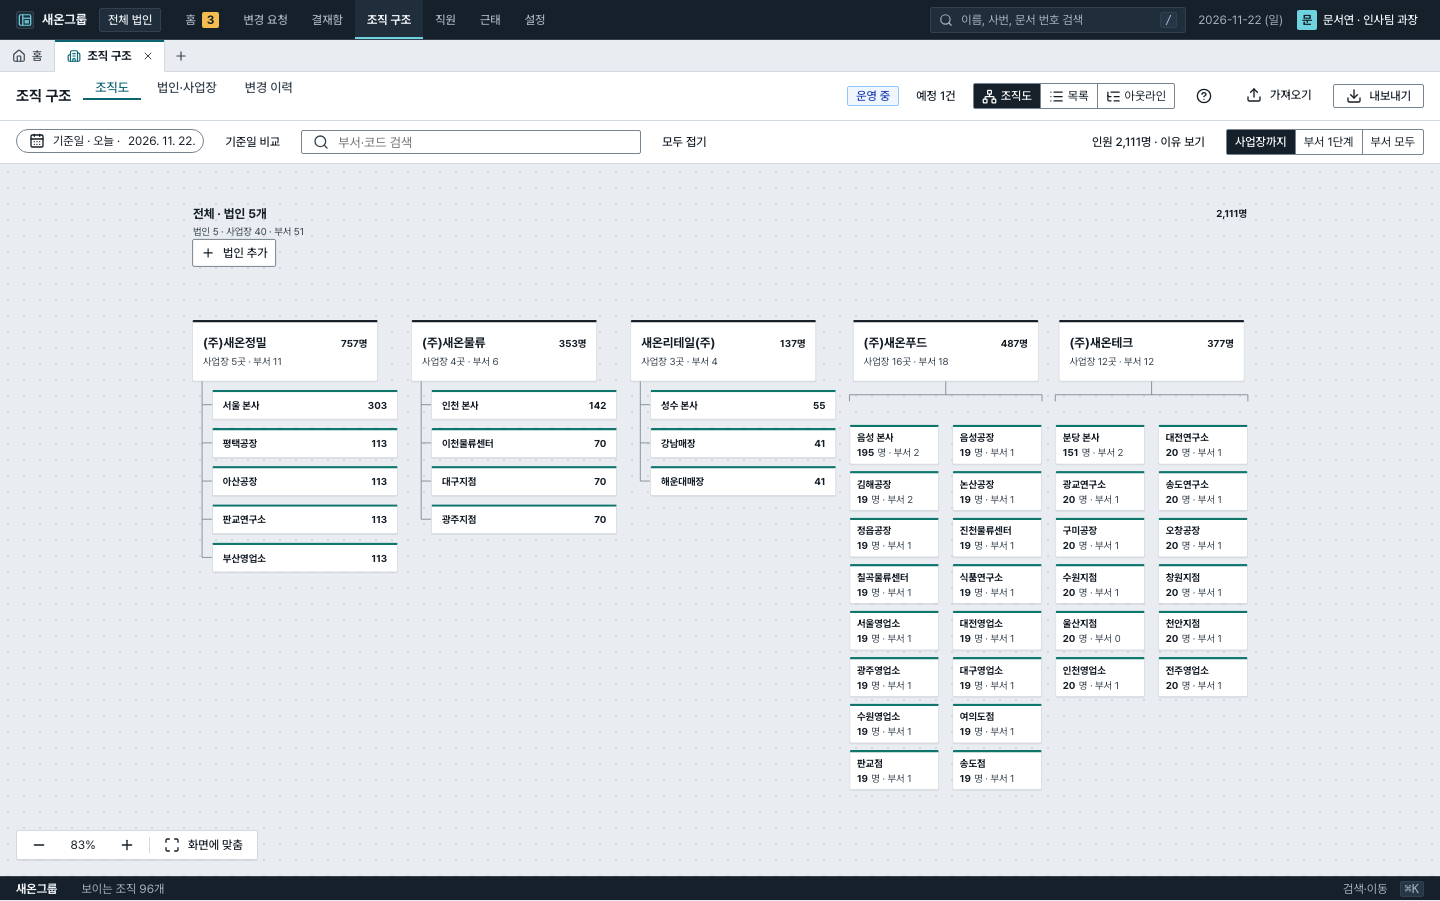 새온그룹 전체 법인 홈 3 변경 요청 결재함 조직 구조 직원 근태 설정 이름, 사번, 문서 번호 검색 / 2026-11-22 (일) 문 문서연 · 인사팀 과장
홈 조직 구조
조직 구조 조직도 법인·사업장 변경 이력 운영 중 예정 1건 조직도 목록 아웃라인 가져오기 내보내기
기준일 · 오늘 · 2026. 11. 22. 기준일 비교 부서·코드 검색 모두 접기 인원 2,111명 · 이유 보기 사업장까지 부서 1단계 부서 모두
전체 · 법인 5개 2,111명
법인 5 · 사업장 40 · 부서 51
법인 추가
(주)새온정밀 757명
사업장 5곳 · 부서 11
서울 본사 303
평택공장 113
아산공장 113
판교연구소 113
부산영업소 113
(주)새온물류 353명
사업장 4곳 · 부서 6
인천 본사 142
이천물류센터 70
대구지점 70
광주지점 70
새온리테일(주) 137명
사업장 3곳 · 부서 4
성수 본사 55
강남매장 41
해운대매장 41
(주)새온푸드 487명
사업장 16곳 · 부서 18
음성 본사 음성공장
195 명 · 부서 2 19 명 · 부서 1
김해공장 논산공장
19 명 · 부서 2 19 명 · 부서 1
정읍공장 진천물류센터
19 명 · 부서 1 19 명 · 부서 1
칠곡물류센터 식품연구소
19 명 · 부서 1 19 명 · 부서 1
서울영업소 대전영업소
19 명 · 부서 1 19 명 · 부서 1
광주영업소 대구영업소
19 명 · 부서 1 19 명 · 부서 1
수원영업소 여의도점
19 명 · 부서 1 19 명 · 부서 1
판교점 송도점
19 명 · 부서 1 19 명 · 부서 1
(주)새온테크 377명
사업장 12곳 · 부서 12
분당 본사 대전연구소
151 명 · 부서 2 20 명 · 부서 1
광교연구소 송도연구소
20 명 · 부서 1 20 명 · 부서 1
구미공장 오창공장
20 명 · 부서 1 20 명 · 부서 1
수원지점 창원지점
20 명 · 부서 1 20 명 · 부서 1
울산지점 천안지점
20 명 · 부서 0 20 명 · 부서 1
인천영업소 전주영업소
20 명 · 부서 1 20 명 · 부서 1
83% 화면에 맞춤
새온그룹 보이는 조직 96개 검색·이동 ⌘K